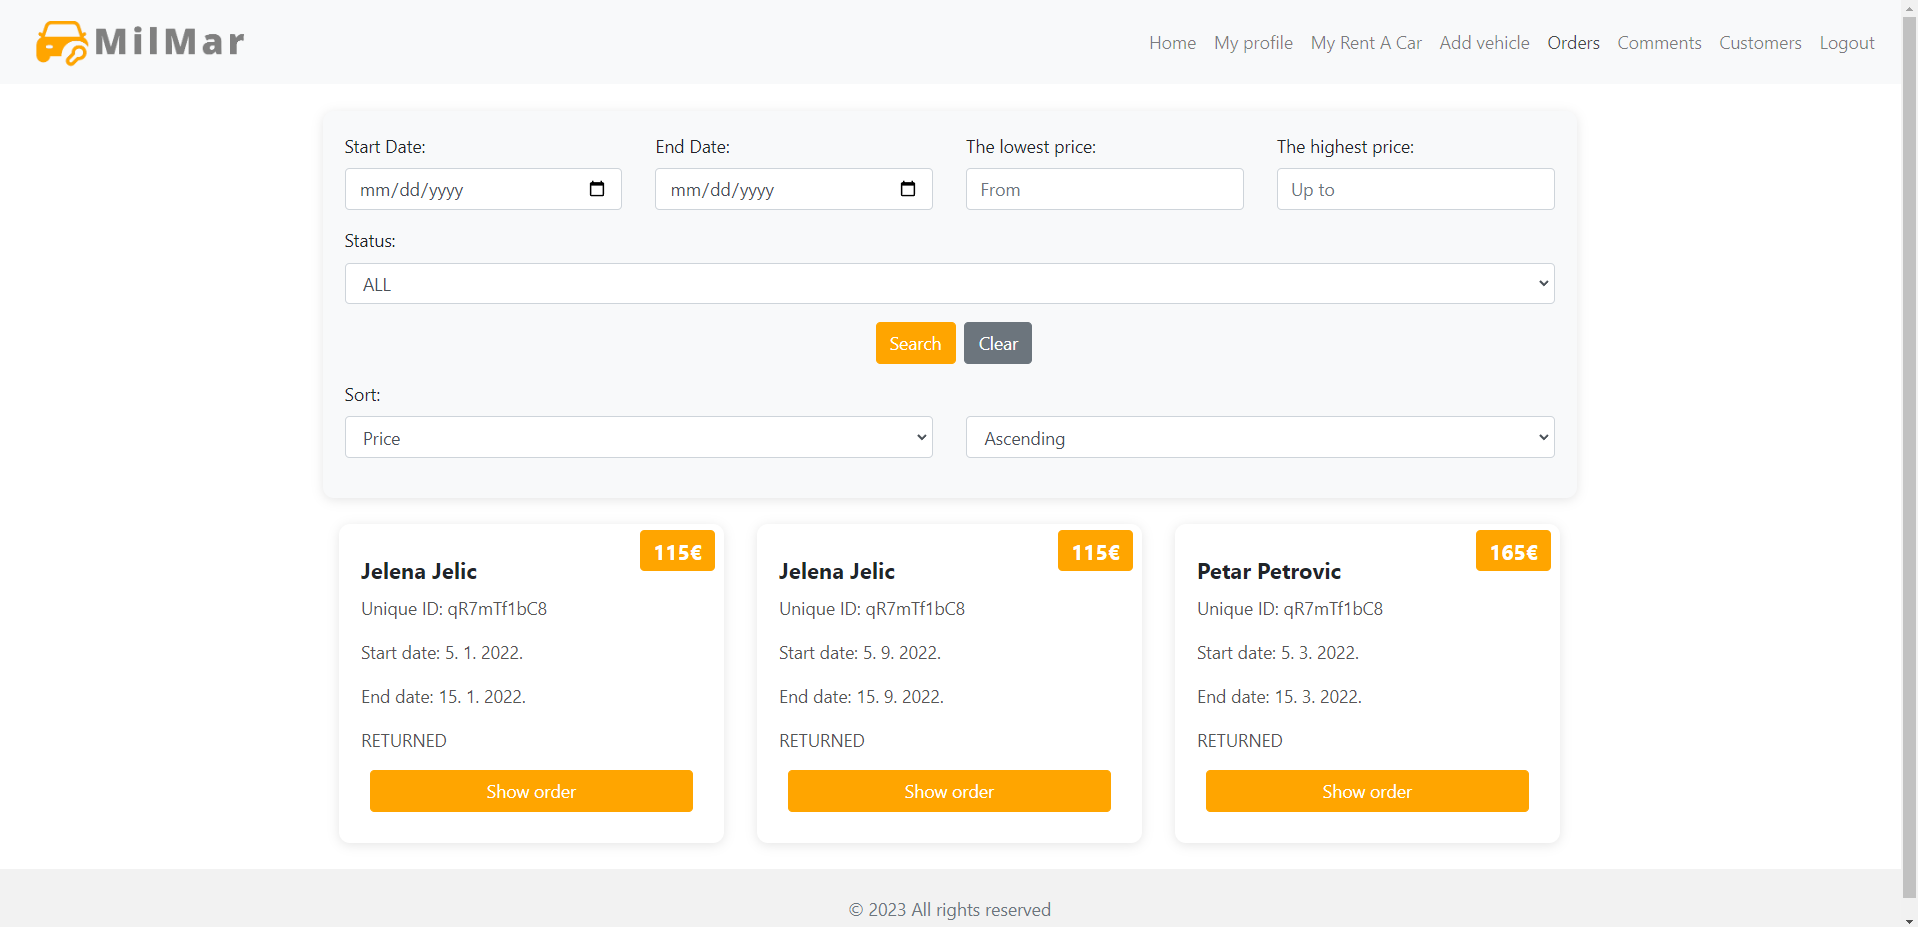 MilMar
Home My profile My Rent A Car Add vehicle Orders Comments Customers Logout
Start Date: End Date: The lowest price: The highest price:
mm/dd/yyyy mm/dd/yyyy From Up to
Status:
ALL
Search Clear
Sort:
Price Ascending
115€
Jelena Jelic
Unique ID: qR7mTf1bC8
Start date: 5. 1. 2022.
End date: 15. 1. 2022.
RETURNED
Show order
115€
Jelena Jelic
Unique ID: qR7mTf1bC8
Start date: 5. 9. 2022.
End date: 15. 9. 2022.
RETURNED
Show order
165€
Petar Petrovic
Unique ID: qR7mTf1bC8
Start date: 5. 3. 2022.
End date: 15. 3. 2022.
RETURNED
Show order
© 2023 All rights reserved